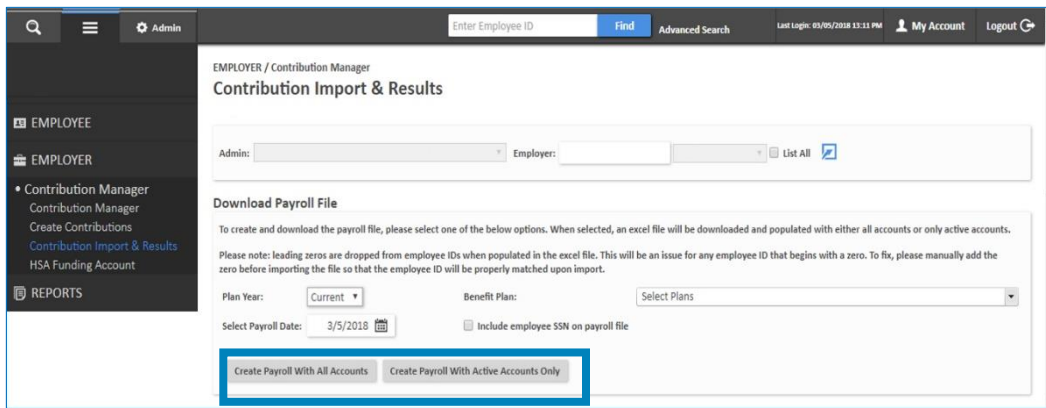 Admin
Enter Employee ID
Find
Advanced Search
Last Login: 03/05/2018 13:11 PM
My Account
Logout
EMPLOYER / Contribution Manager
Contribution Import & Results
EMPLOYEE
EMPLOYER
• Contribution Manager
Contribution Manager
Create Contributions
Contribution Import & Results
HSA Funding Account
REPORTS
Admin:
Employer:
List All
Download Payroll File
To create and download the payroll file, please select one of the below options. When selected, an excel file will be downloaded and populated with either all accounts or only active accounts.
Please note: leading zeros are dropped from employee IDs when populated in the excel file. This will be an issue for any employee ID that begins with a zero. To fix, please manually add the
zero before importing the file so that the employee ID will be properly matched upon import.
Plan Year: Current
Benefit Plan: Select Plans
Select Payroll Date: 3/5/2018
Include employee SSN on payroll file
Create Payroll With All Accounts
Create Payroll With Active Accounts Only